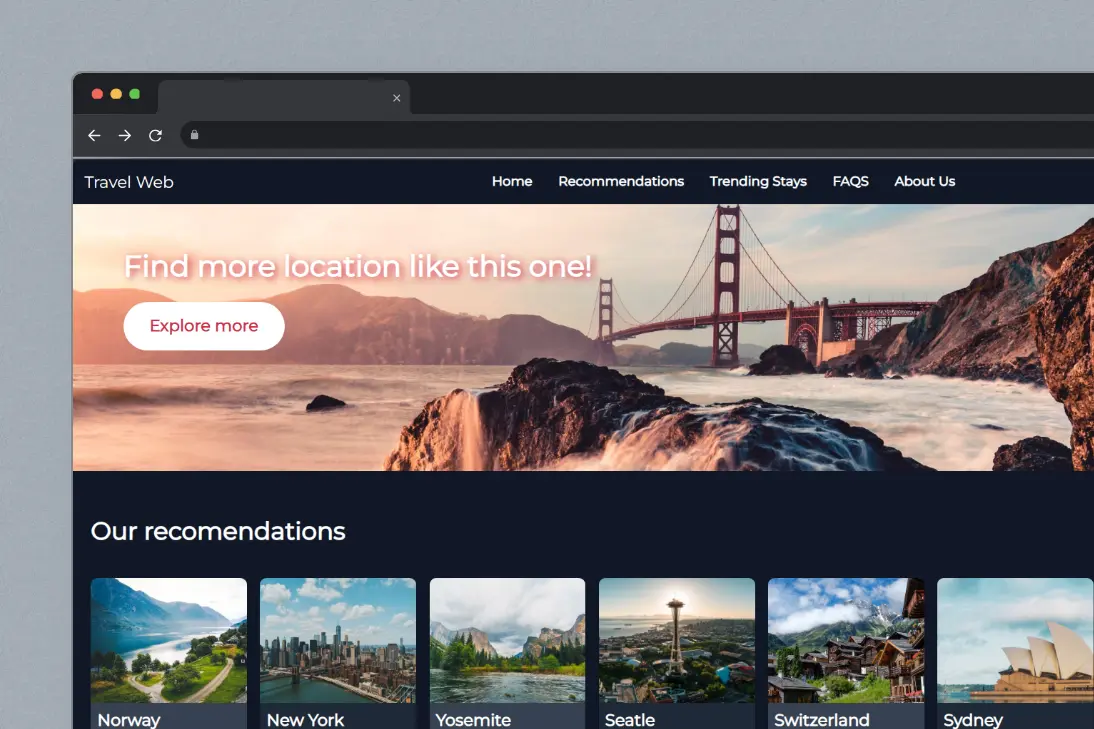 Travel Web Home Recommendations Trending Stays FAQS About Us
Find more location like this one!
Explore more
Our recomendations
Norway New York Yosemite Seatle Switzerland Sydney